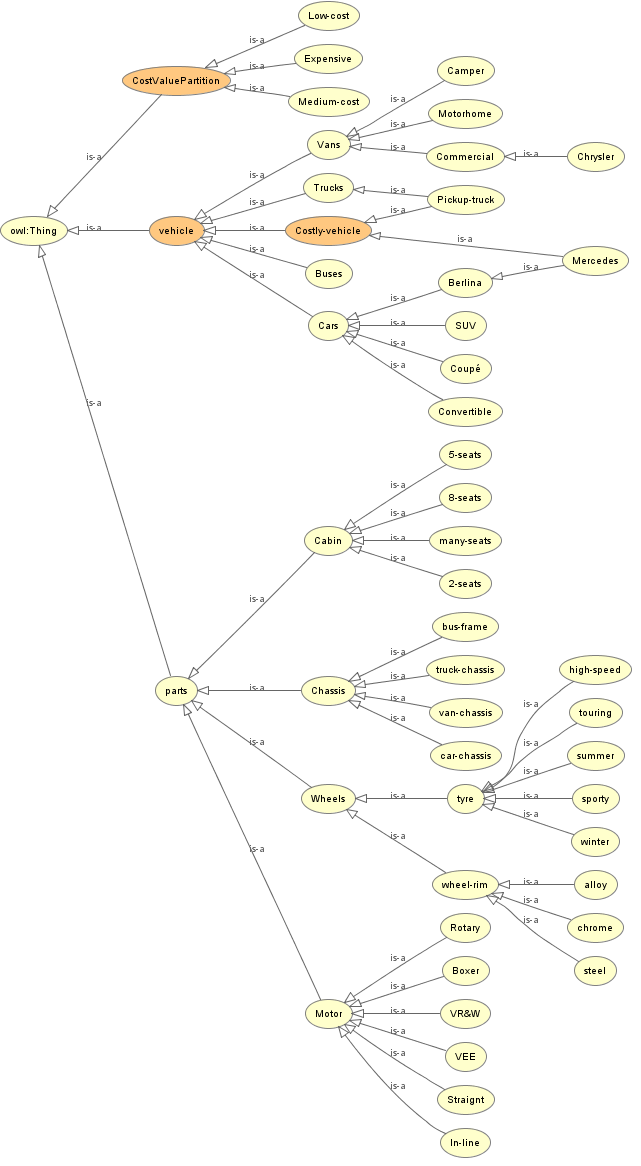 Low-cost
is-a
Expensive
is-a
CostValuePartition
is-a
Medium-cost
Camper
is-a
Motorhome
is-a
Vans
is-a
Commercial
is-a
Chrysler
is-a
is-a
Trucks
is-a
Pickup-truck
is-a
is-a
owl:Thing
is-a
vehicle
is-a
Costly-vehicle
is-a
is-a
Mercedes
Buses
is-a
Berlina
is-a
is-a
Cars
is-a
SUV
is-a
Coupé
is-a
Convertible
is-a
5-seats
is-a
8-seats
is-a
Cabin
is-a
many-seats
is-a
2-seats
is-a
bus-frame
is-a
truck-chassis
is-a
high-speed
parts
is-a
Chassis
is-a
van-chassis
is-a
touring
is-a
car-chassis
is-a
summer
is-a
Wheels
is-a
tyre
is-a
sporty
is-a
winter
is-a
is-a
wheel-rim
is-a
alloy
is-a
chrome
is-a
Rotary
is-a
Boxer
steel
is-a
Motor
is-a
VR&W
is-a
VEE
is-a
Straignt
is-a
In-line